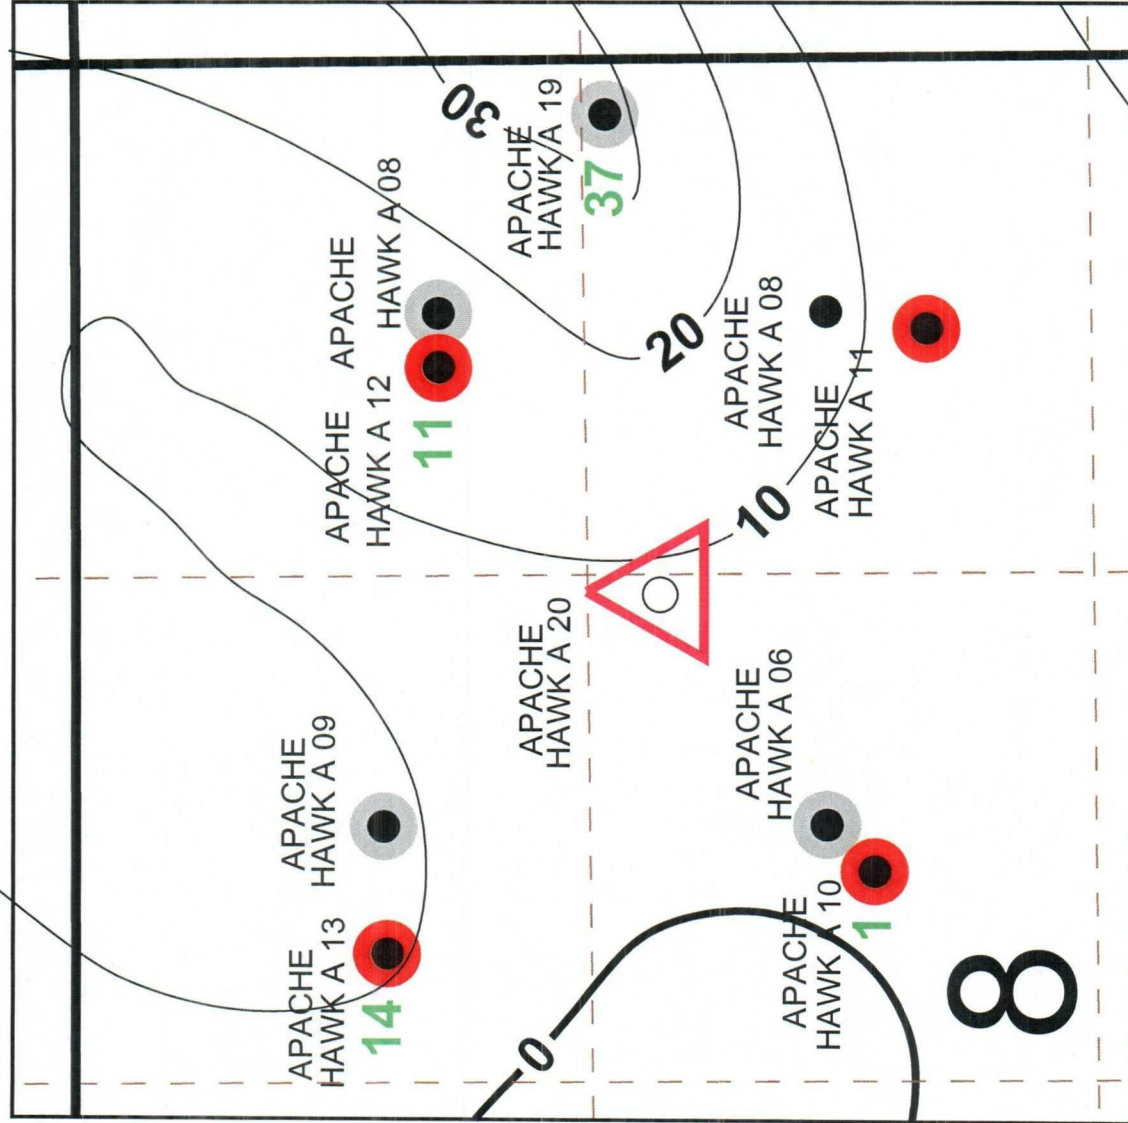 30
APACHE
HAWK A 19
37
APACHE
HAWK A 08
APACHE
HAWK A 12
11
20
APACHE
HAWK A 08
APACHE
HAWK A 11
10
APACHE
HAWK A 20
APACHE
HAWK A 09
APACHE
HAWK A 06
APACHE
HAWK A 13
14
APACHE
HAWK A 10
1
0
8